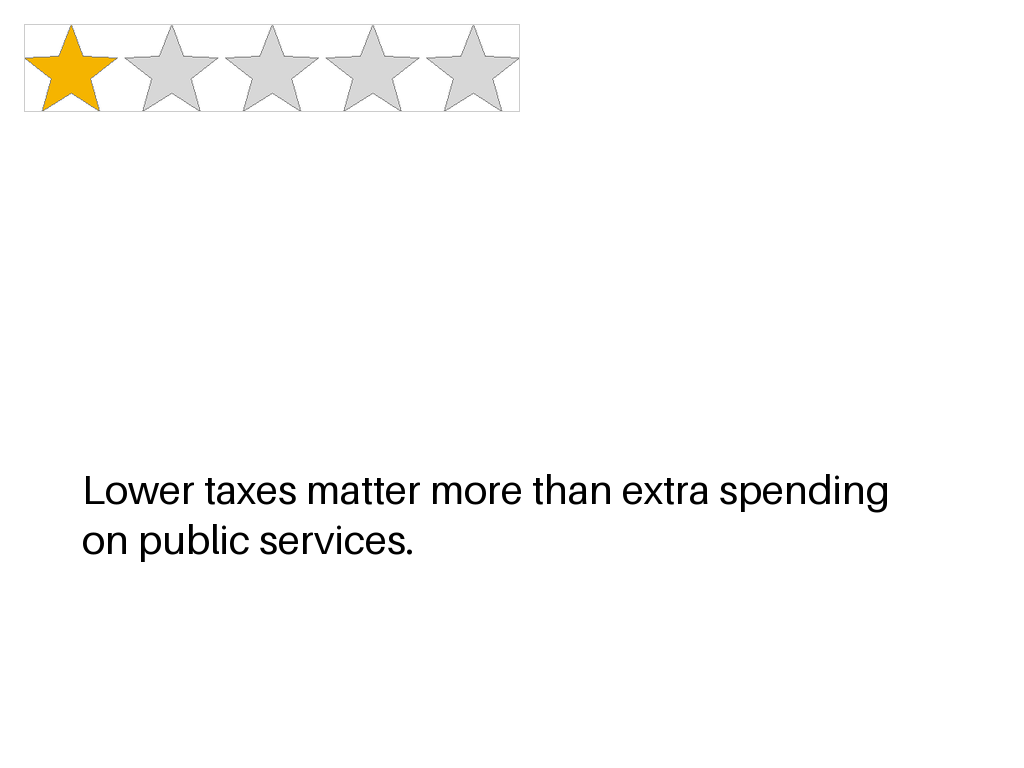 Lower taxes matter more than extra spending
on public services.